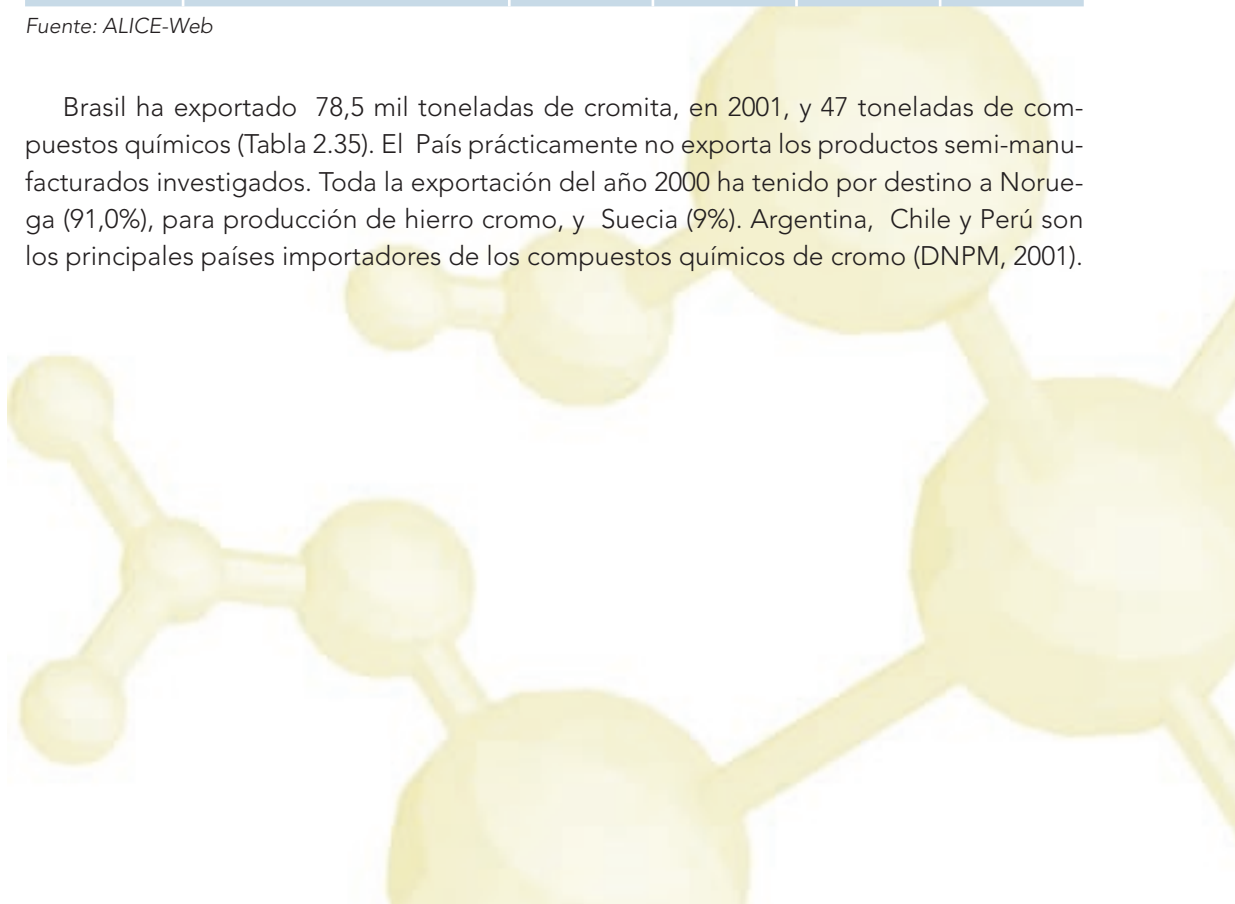 Fuente: ALICE-Web
Brasil ha exportado 78,5 mil toneladas de cromita, en 2001, y 47 toneladas de com-
puestos químicos (Tabla 2.35). El País prácticamente no exporta los productos semi-manu-
facturados investigados. Toda la exportación del año 2000 ha tenido por destino a Norue-
ga (91,0%), para producción de hierro cromo, y Suecia (9%). Argentina, Chile y Perú son
los principales países importadores de los compuestos químicos de cromo (DNPM, 2001).